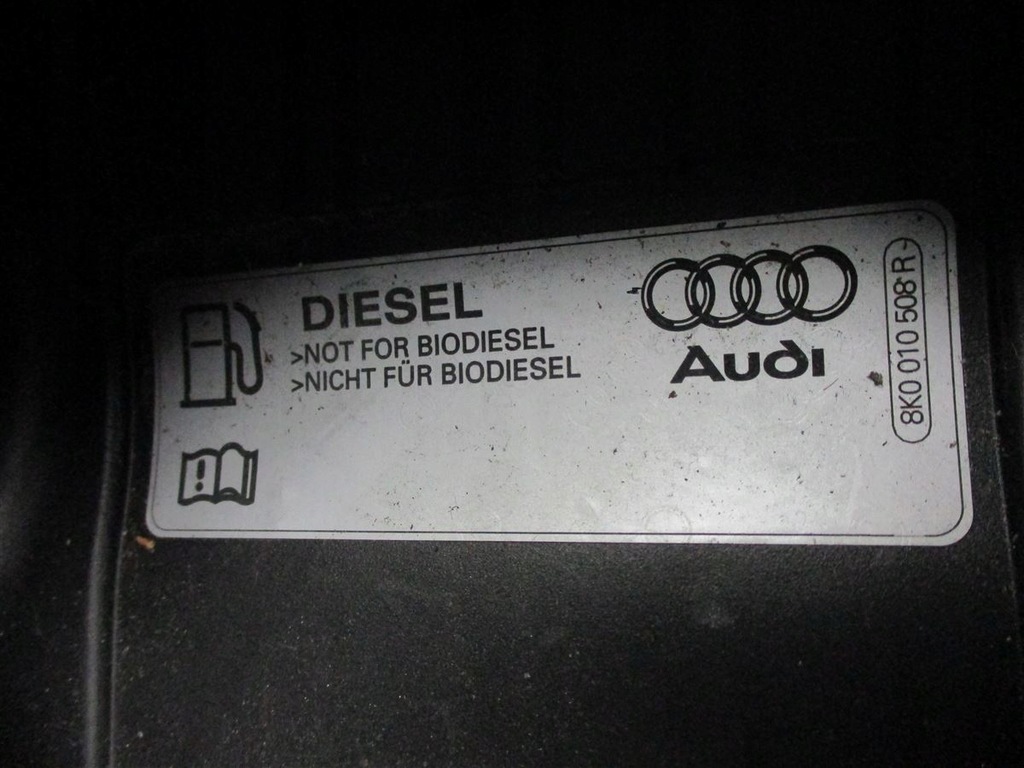 DIESEL
>NOT FOR BIODIESEL
>NICHT FÜR BIODIESEL
Audi
8K0 010 508 R